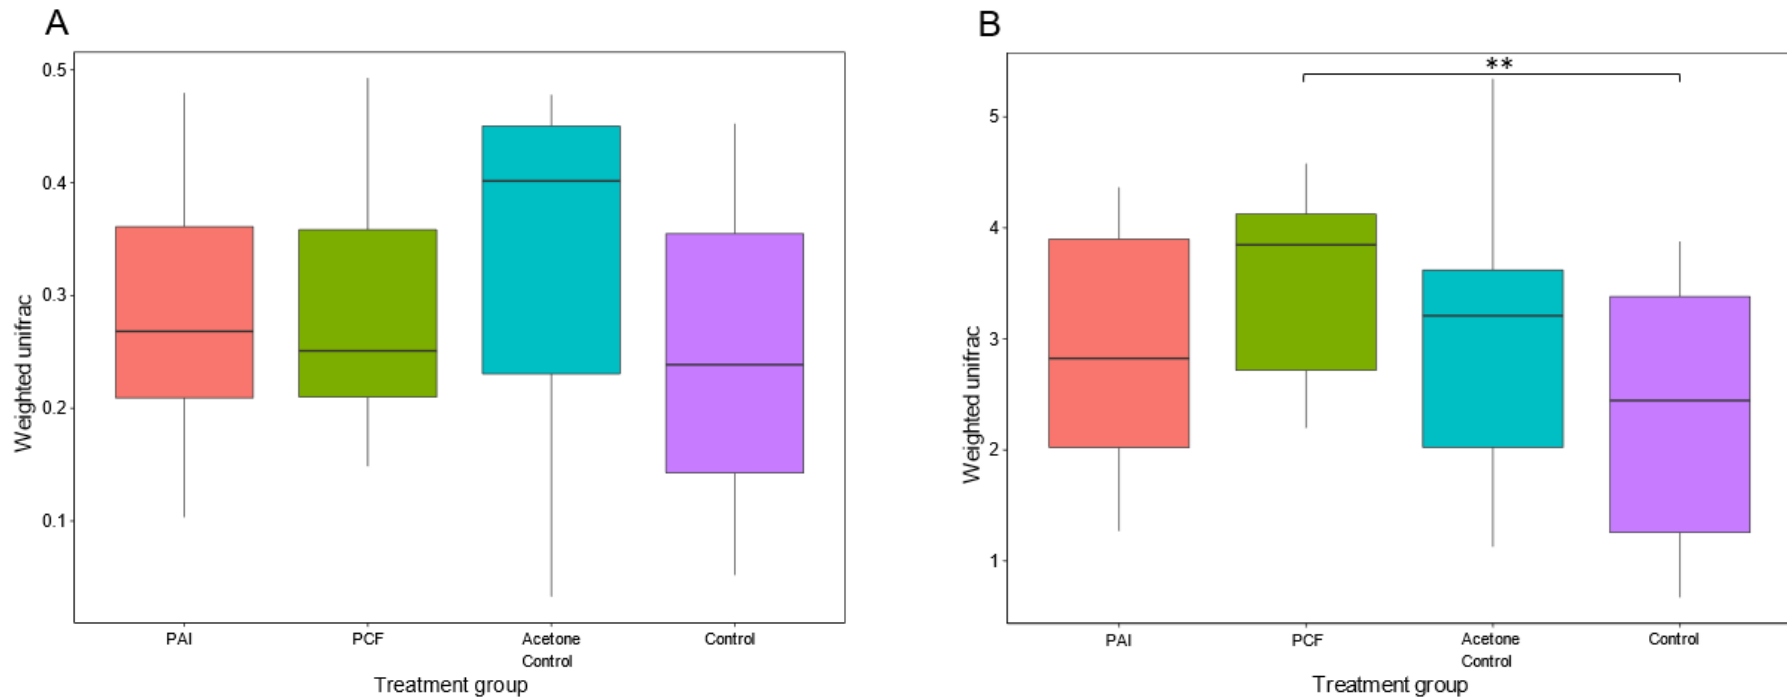 A
Weighted unifrac
0.5
0.4
0.3
0.2
0.1
PAI
PCF
Acetone
Control
Control
Treatment group
B
**
Weighted unifrac
5
4
3
2
1
PAI
PCF
Acetone
Control
Control
Treatment group